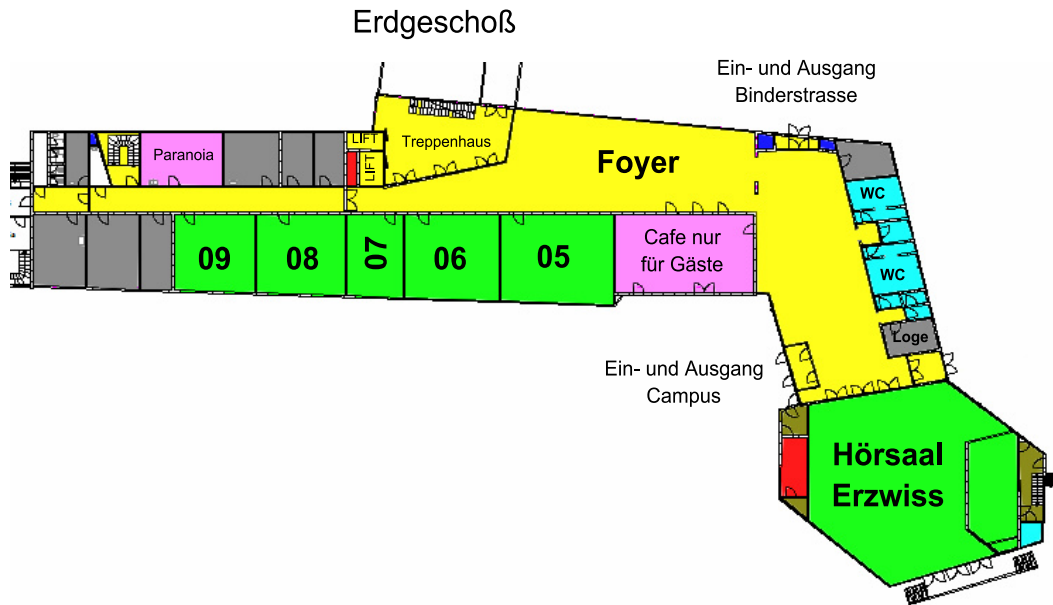 Erdgeschoß
Ein- und Ausgang
Binderstrasse
LIFT
LIFT
Treppenhaus
Paranoia
Foyer
WC
WC
Loge
09
08
07
06
05
Cafe nur
für Gäste
Ein- und Ausgang
Campus
Hörsaal
Erzwiss